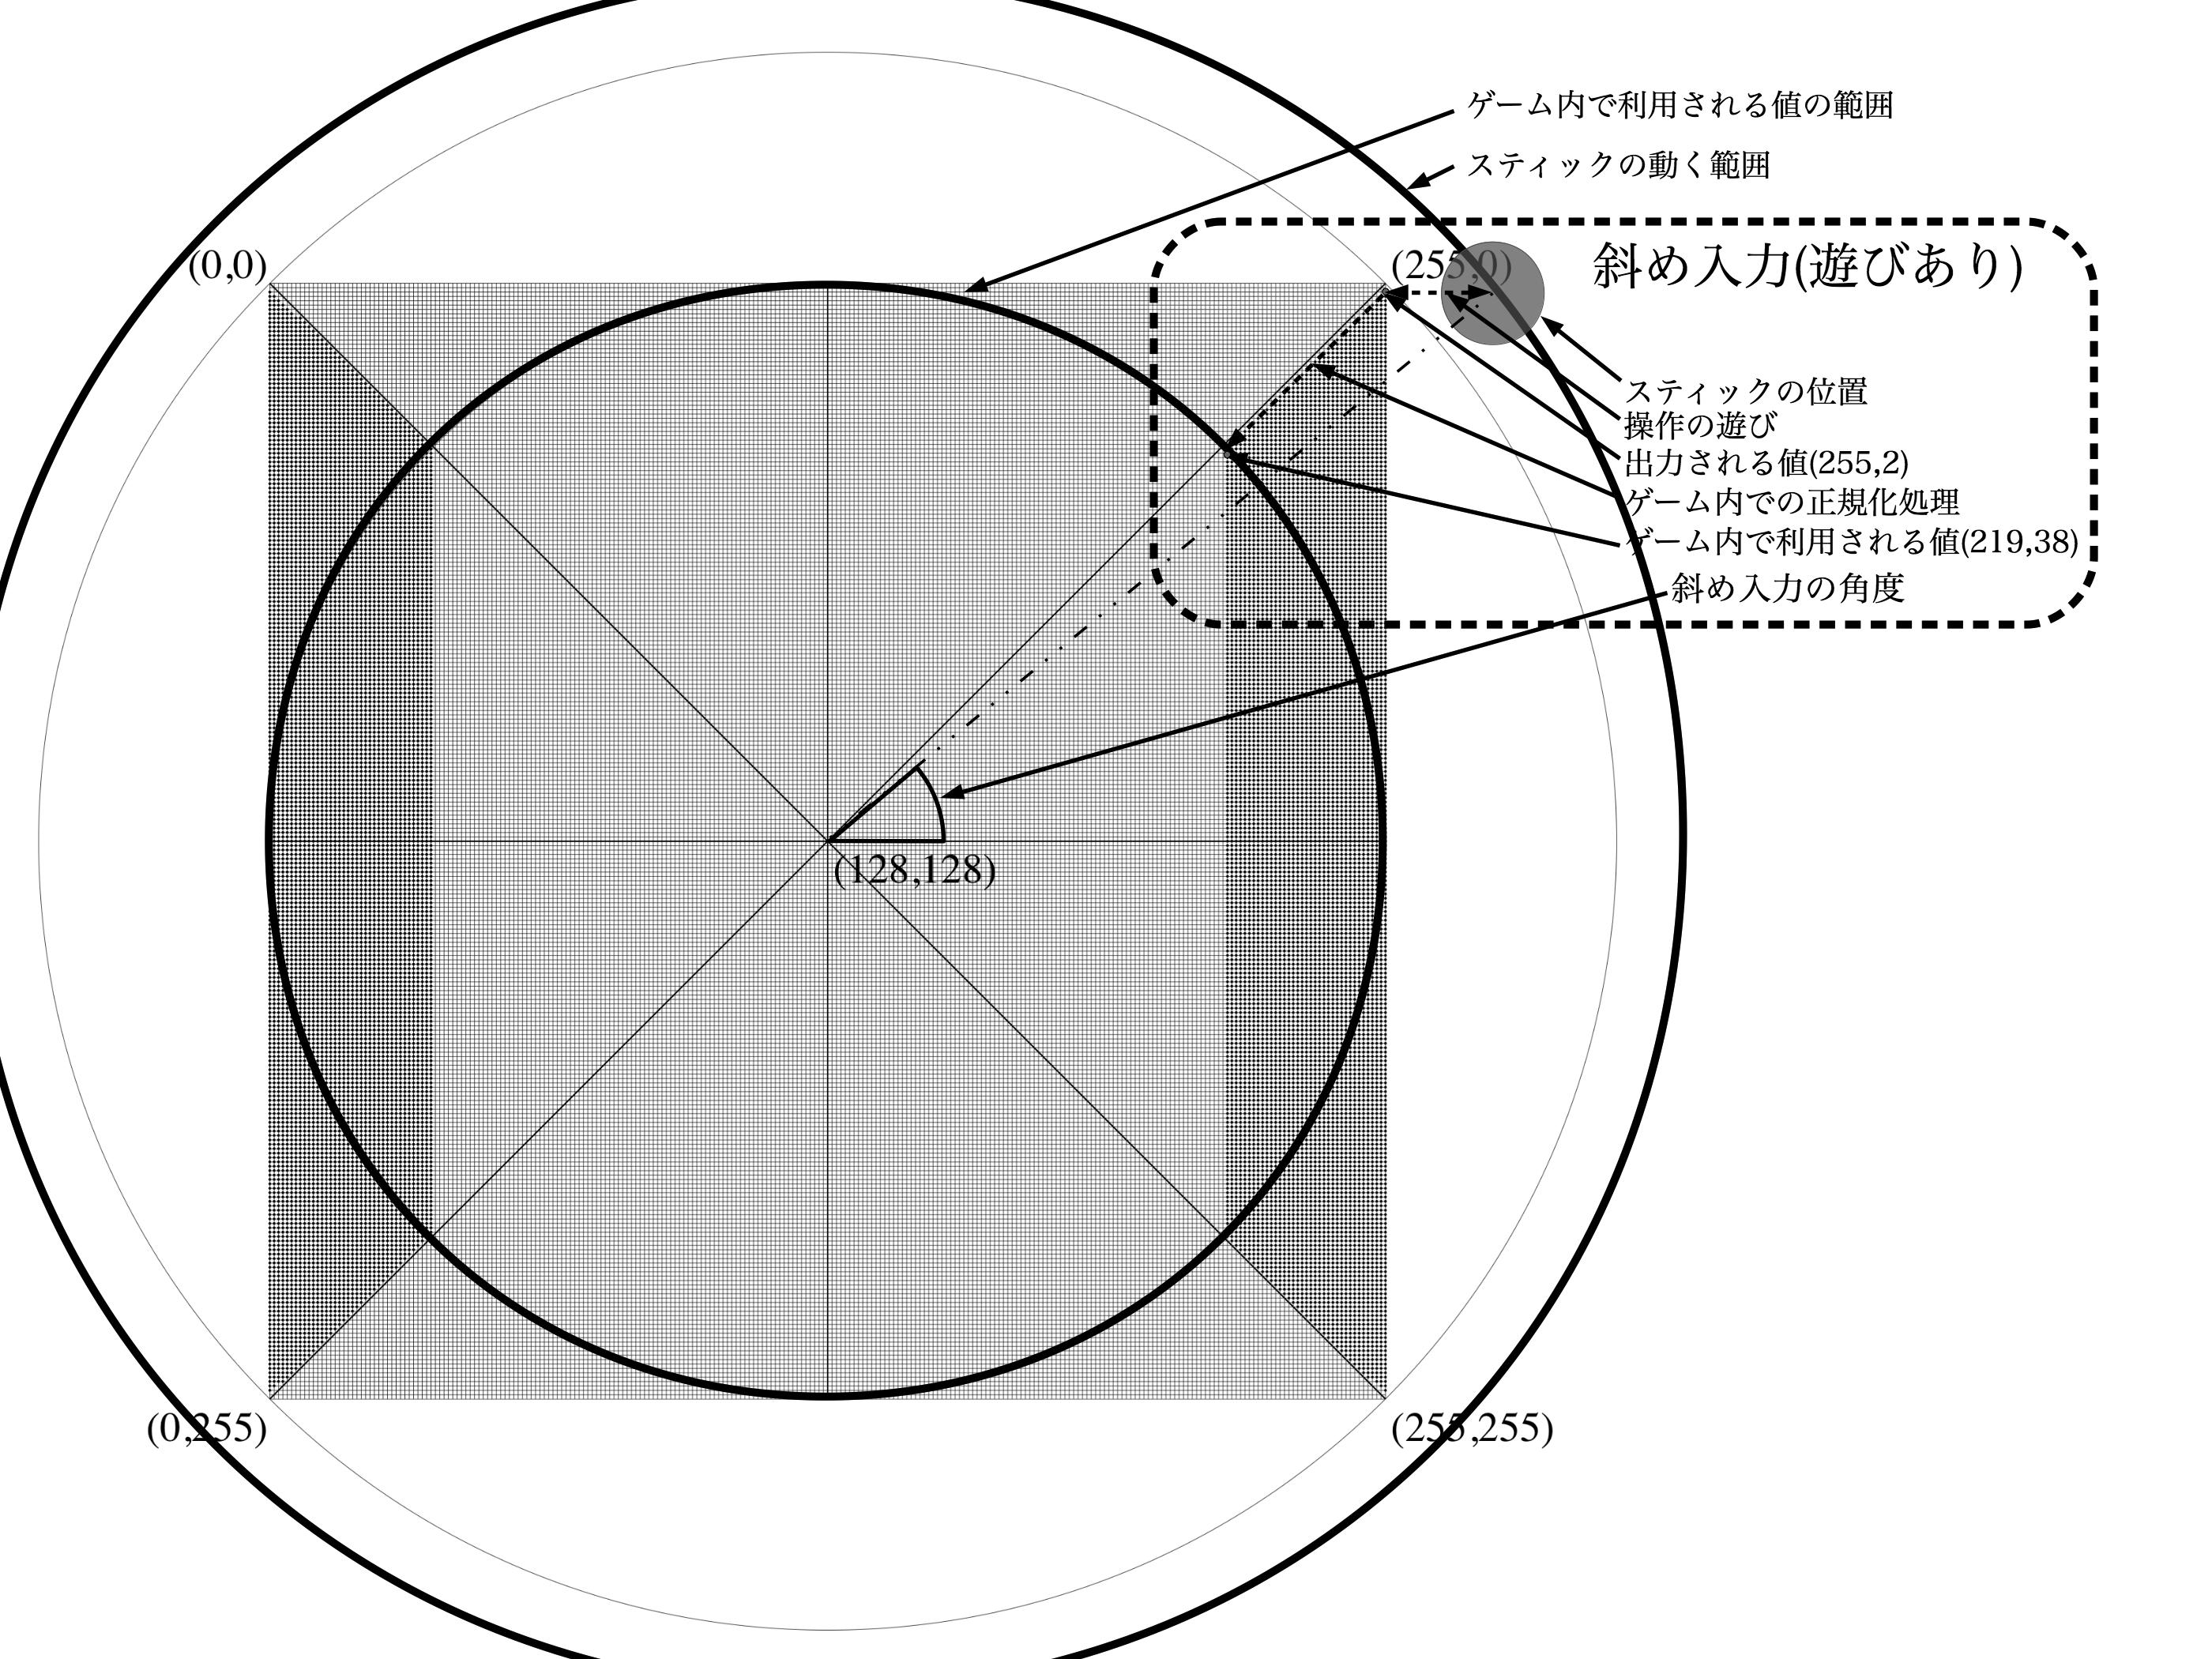 ゲーム内で利用される値の範囲
スティックの動く範囲
(0,0)
(255,0)
斜め入力(遊びあり)
スティックの位置
操作の遊び
出力される値(255,2)
ゲーム内での正規化処理
ゲーム内で利用される値(219,38)
斜め入力の角度
(128,128)
(0,255)
(255,255)